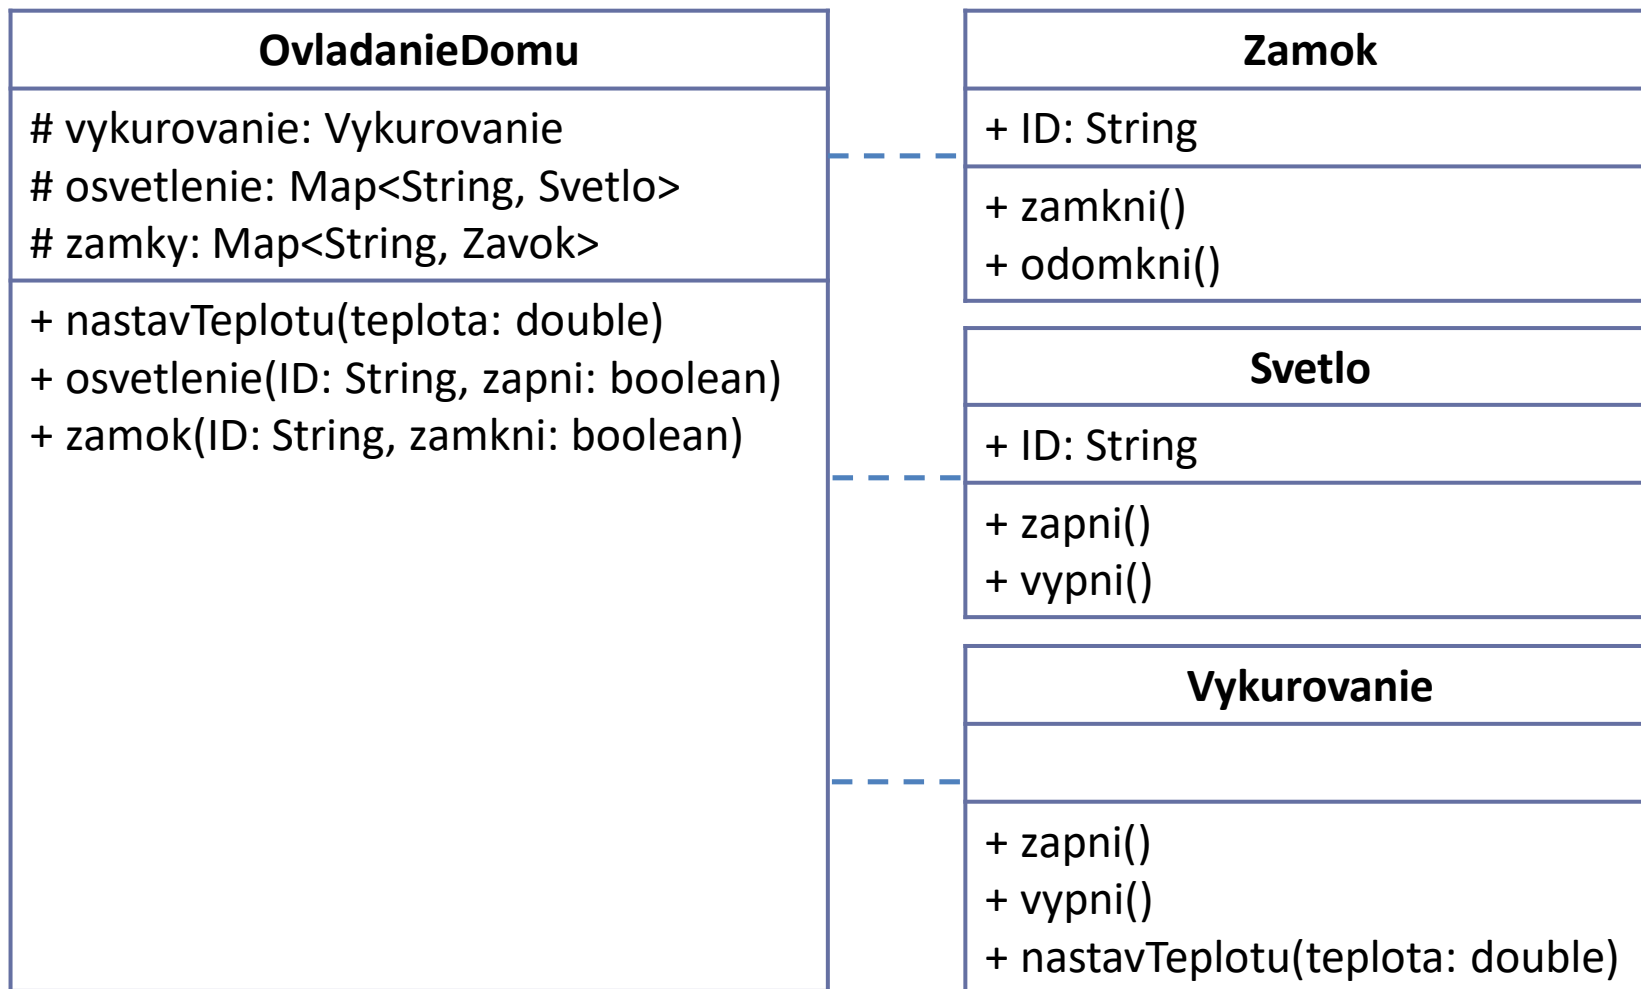 OvladanieDomu
# vykurovanie: Vykurovanie
# osvetlenie: Map<String, Svetlo>
# zamky: Map<String, Zavok>
+ nastavTeplotu(teplota: double)
+ osvetlenie(ID: String, zapni: boolean)
+ zamok(ID: String, zamkni: boolean)
Zamok
+ ID: String
+ zamkni()
+ odomkni()
Svetlo
+ ID: String
+ zapni()
+ vypni()
Vykurovanie
+ zapni()
+ vypni()
+ nastavTeplotu(teplota: double)